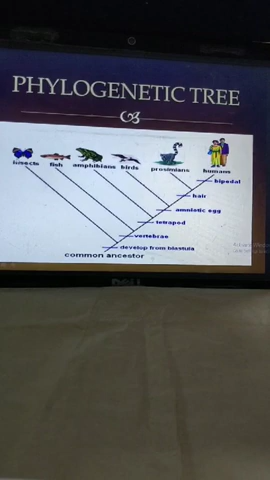 PHYLOGENETIC TREE
insects fish amphibians birds prosimians humans
bipedal
hair
amniotic egg
tetrapod
vertebrae
develop from blastula
common ancestor
DELL